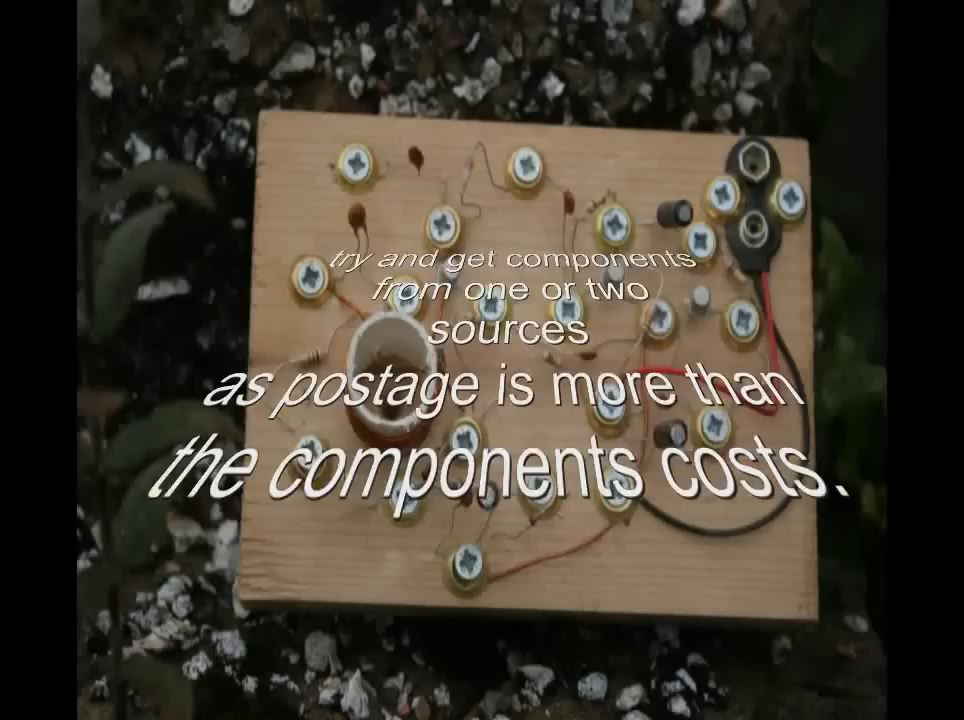 try and get components
from one or two
sources
as postage is more than
the components costs.